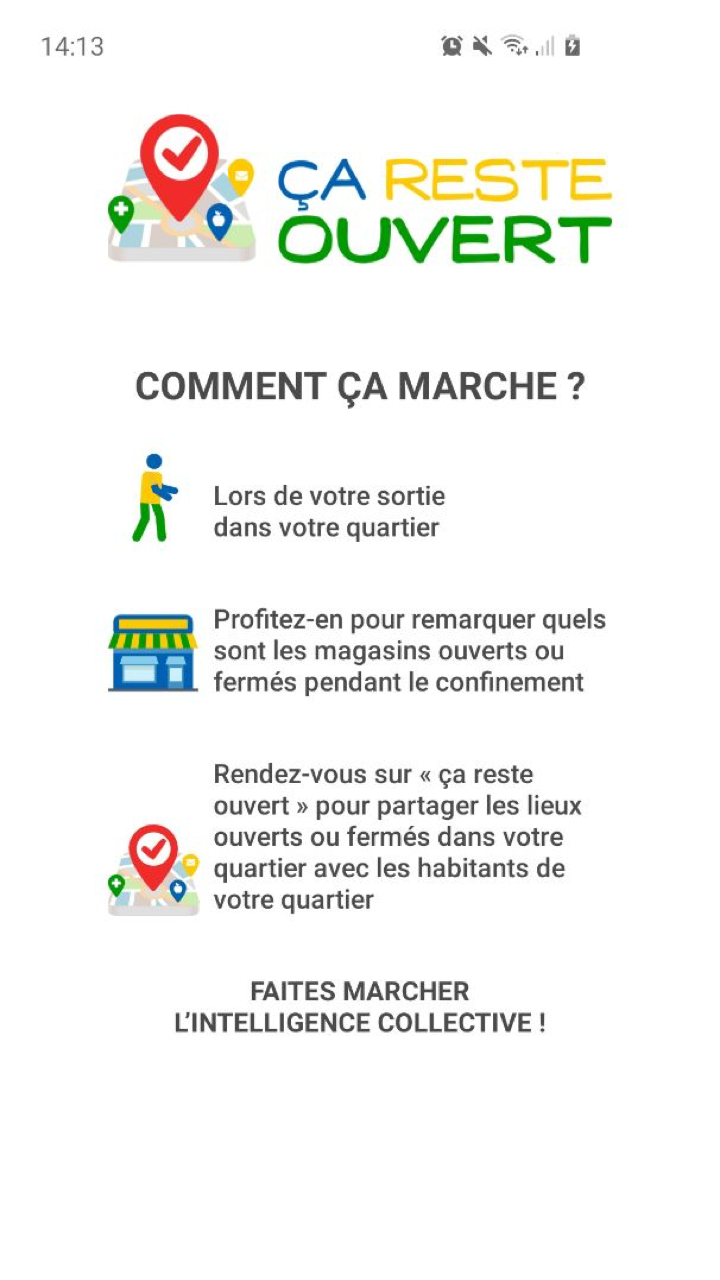 14:13
ÇA RESTE
OUVERT
COMMENT ÇA MARCHE ?
Lors de votre sortie
dans votre quartier
Profitez-en pour remarquer quels
sont les magasins ouverts ou
fermés pendant le confinement
Rendez-vous sur « ça reste
ouvert » pour partager les lieux
ouverts ou fermés dans votre
quartier avec les habitants de
votre quartier
FAITES MARCHER
L’INTELLIGENCE COLLECTIVE !